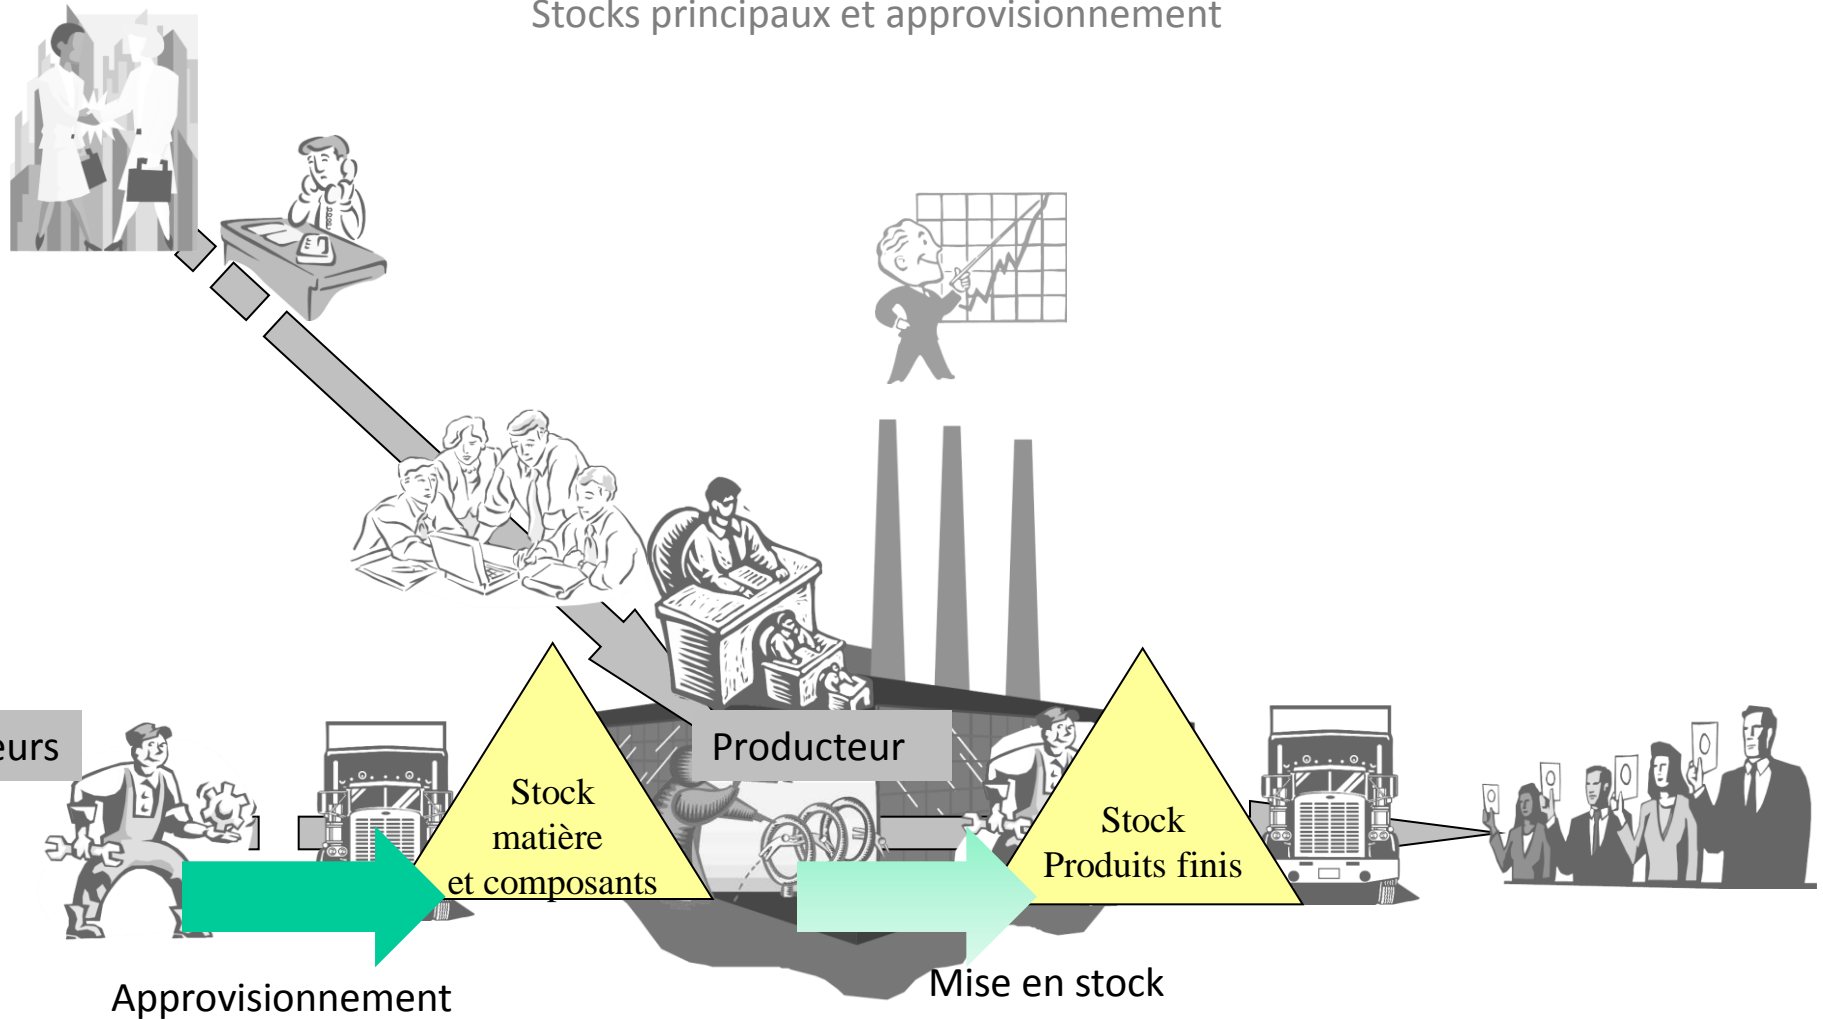 Stocks principaux et approvisionnement
eurs
Producteur
Stock
matière
et composants
Stock
Produits finis
Approvisionnement
Mise en stock